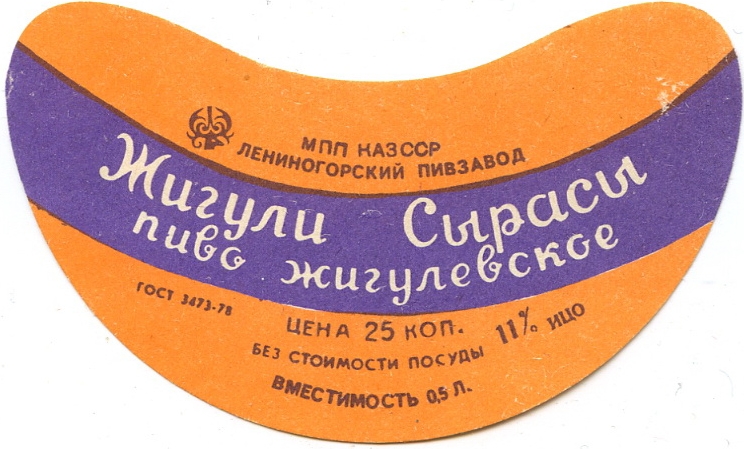 МПП КАЗССР
ЛЕНИНОГОРСКИЙ ПИВЗАВОД
Жигули Сырасы
пиво жигулевское
ГОСТ 3473-78
ЦЕНА 25 КОП. 11% ИЦО
БЕЗ СТОИМОСТИ ПОСУДЫ
ВМЕСТИМОСТЬ 0,5 Л.